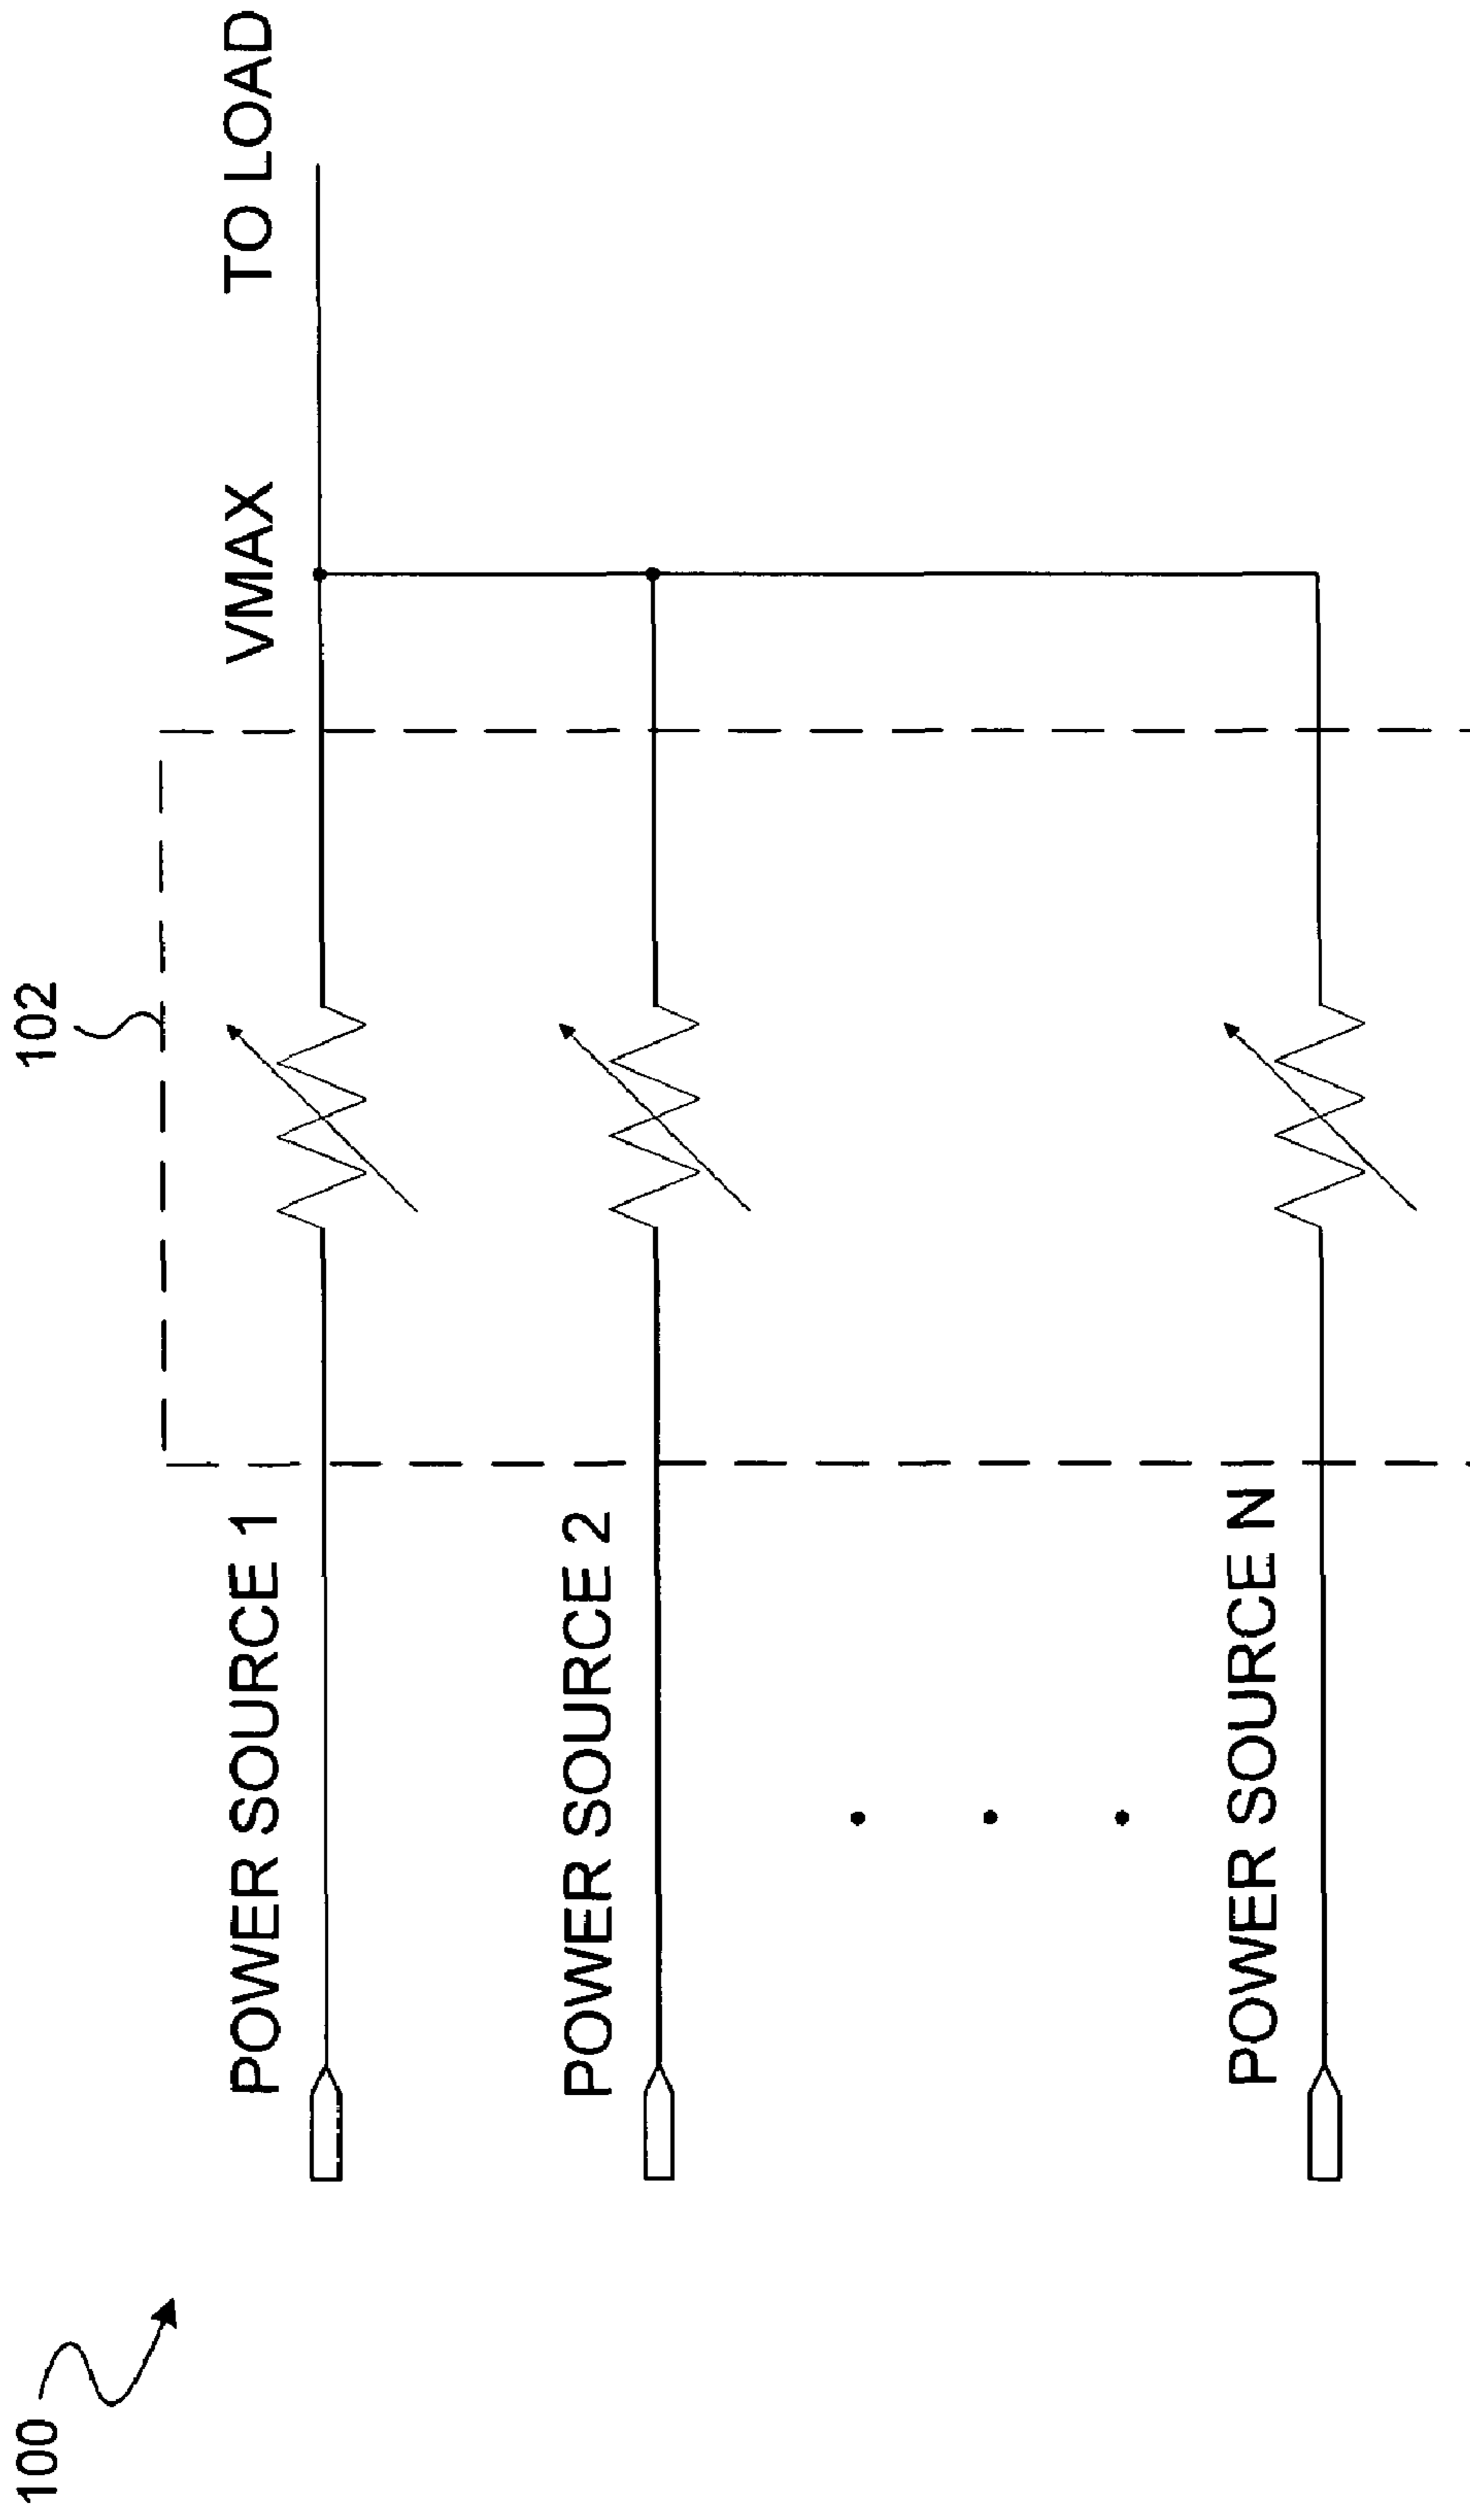 100
102
POWER SOURCE 1
VMAX
TO LOAD
POWER SOURCE 2
POWER SOURCE N